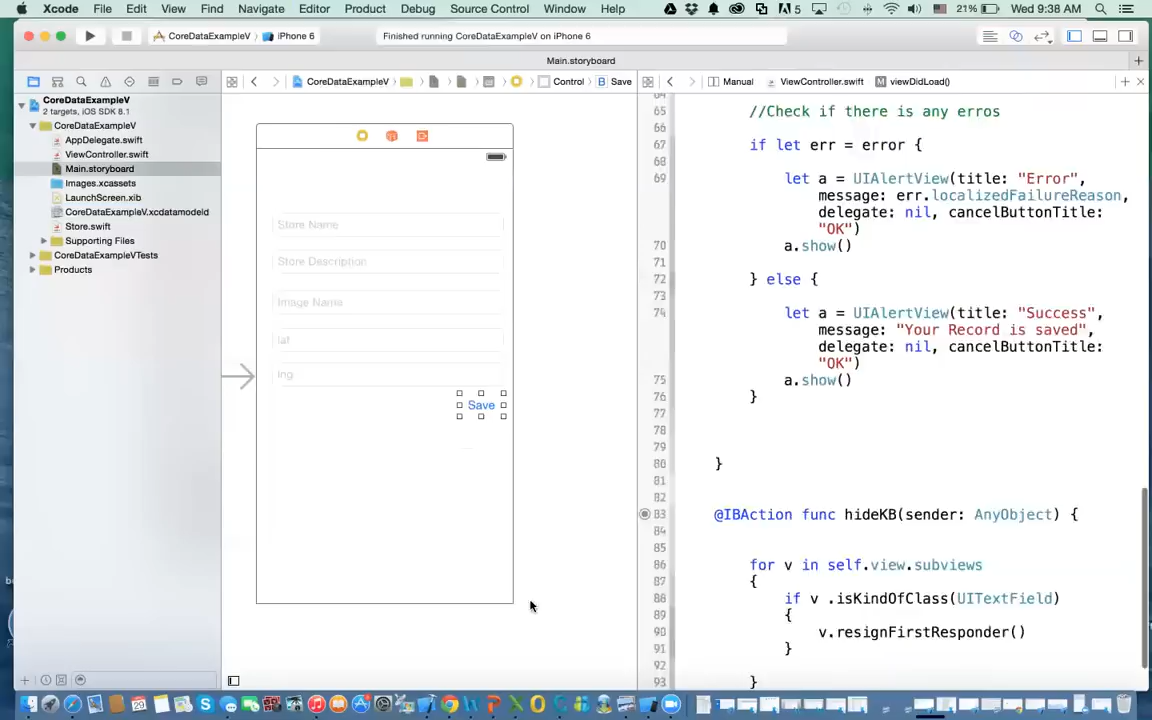 Xcode File Edit View Find Navigate Editor Product Debug Source Control Window Help 5 21% Wed 9:38 AM
CoreDataExampleV iPhone 6 Finished running CoreDataExampleV on iPhone 6
Main.storyboard
CoreDataExampleV Control B Save Manual ViewController.swift viewDidLoad()
CoreDataExampleV
2 targets, iOS SDK 8.1
CoreDataExampleV
AppDelegate.swift
ViewController.swift
Main.storyboard
Images.xcassets
LaunchScreen.xib
CoreDataExampleV.xcdatamodeld
Store.swift
Supporting Files
CoreDataExampleVTests
Products
Store Name
Store Description
Image Name
lat
lng
Save
64
65 //Check if there is any erros
66
67 if let err = error {
68
69 let a = UIAlertView(title: "Error",
message: err.localizedFailureReason,
delegate: nil, cancelButtonTitle:
"OK")
70 a.show()
71
72 } else {
73
74 let a = UIAlertView(title: "Success",
message: "Your Record is saved",
delegate: nil, cancelButtonTitle:
"OK")
75 a.show()
76 }
77
78
79
80 }
81
82
83 @IBAction func hideKB(sender: AnyObject) {
84
85
86 for v in self.view.subviews
87 {
88 if v .isKindOfClass(UITextField)
89 {
90 v.resignFirstResponder()
91 }
92
93 }